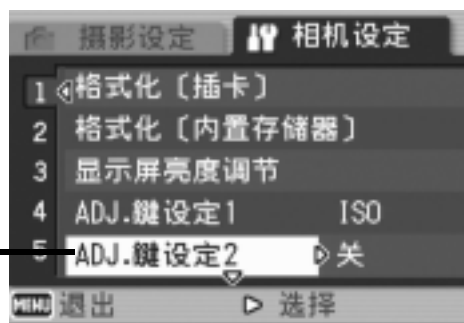 摄影设定 相机设定
1 格式化〔插卡〕
2 格式化〔内置存储器〕
3 显示屏亮度调节
4 ADJ.鍵设定1 ISO
5 ADJ.鍵设定2 关
MENU 退出 选择